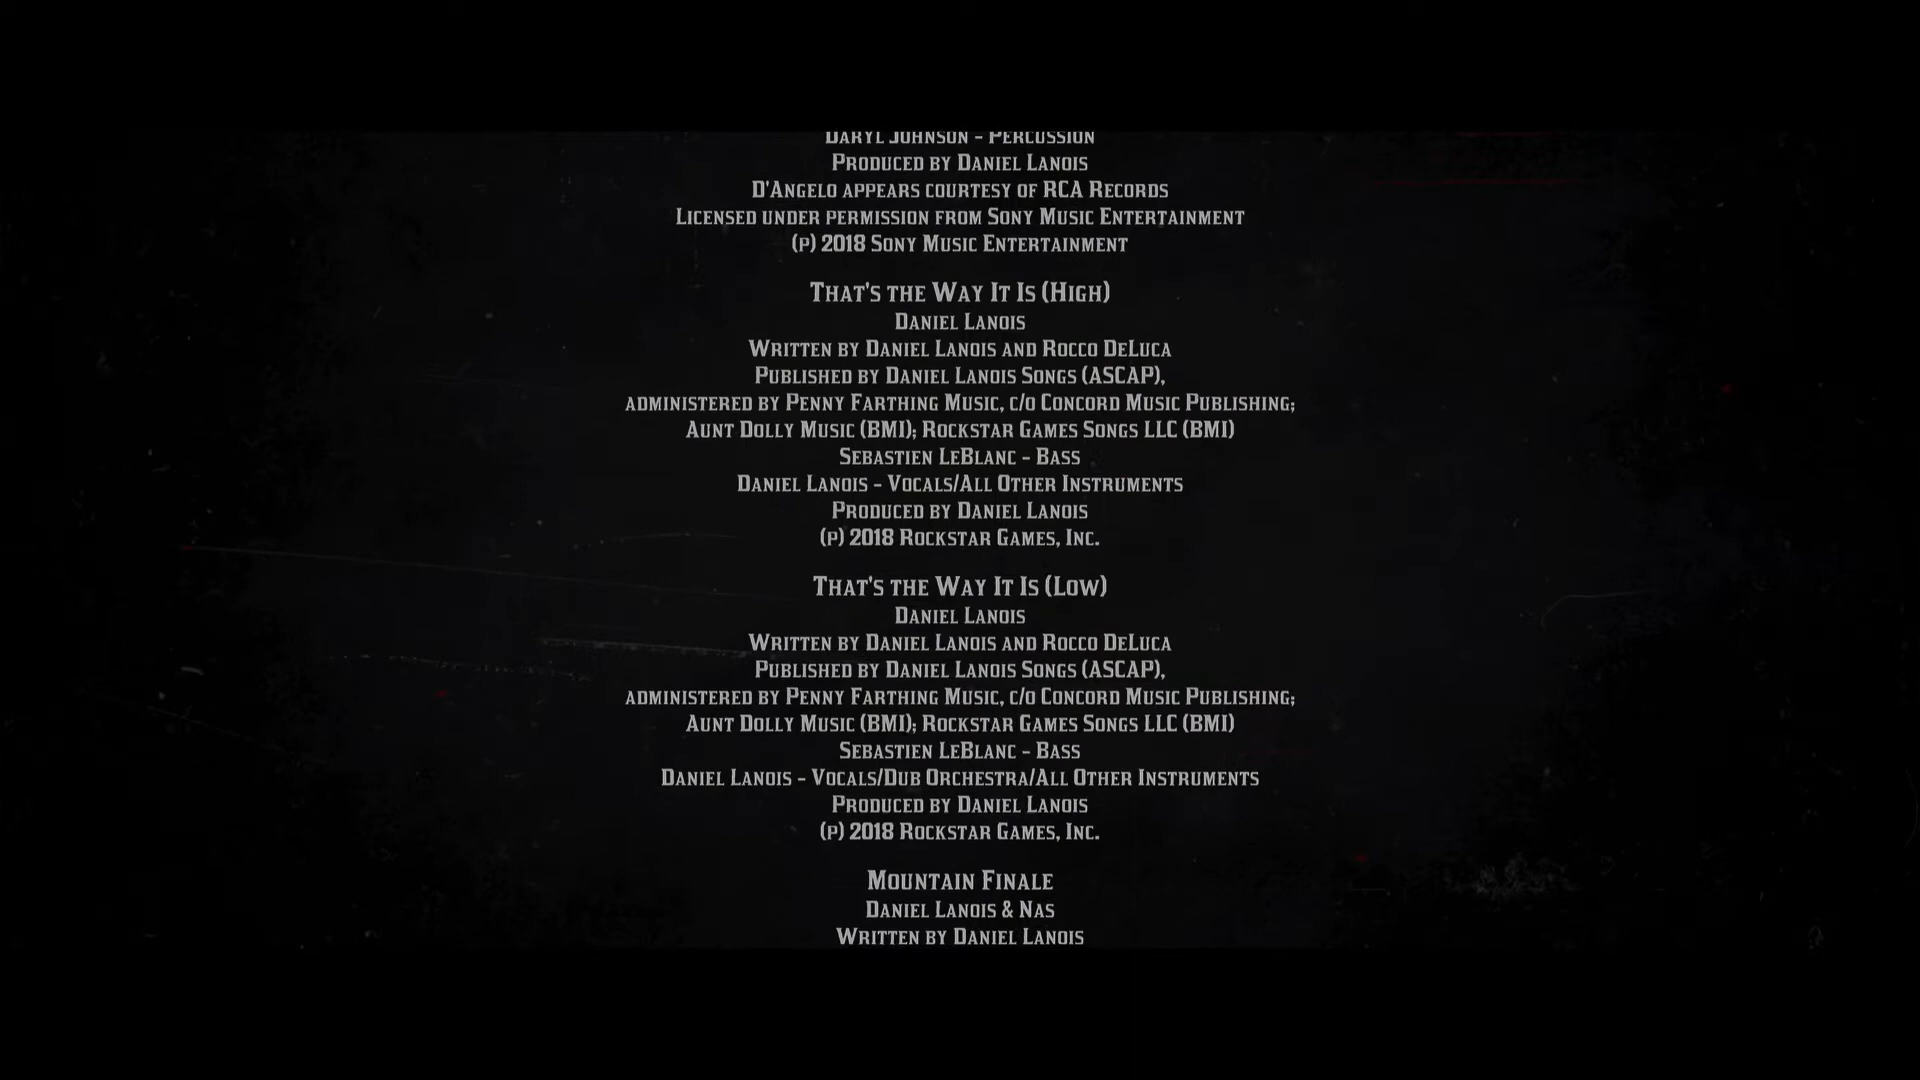 Daryl Johnson - Percussion
Produced by Daniel Lanois
D'Angelo appears courtesy of RCA Records
Licensed under permission from Sony Music Entertainment
(p) 2018 Sony Music Entertainment
That's the Way It Is (High)
Daniel Lanois
Written by Daniel Lanois and Rocco DeLuca
Published by Daniel Lanois Songs (ASCAP),
administered by Penny Farthing Music, c/o Concord Music Publishing;
Aunt Dolly Music (BMI); Rockstar Games Songs LLC (BMI)
Sebastien LeBlanc - Bass
Daniel Lanois - Vocals/All Other Instruments
Produced by Daniel Lanois
(p) 2018 Rockstar Games, Inc.
That's the Way It Is (Low)
Daniel Lanois
Written by Daniel Lanois and Rocco DeLuca
Published by Daniel Lanois Songs (ASCAP),
administered by Penny Farthing Music, c/o Concord Music Publishing;
Aunt Dolly Music (BMI); Rockstar Games Songs LLC (BMI)
Sebastien LeBlanc - Bass
Daniel Lanois - Vocals/Dub Orchestra/All Other Instruments
Produced by Daniel Lanois
(p) 2018 Rockstar Games, Inc.
Mountain Finale
Daniel Lanois & Nas
Written by Daniel Lanois